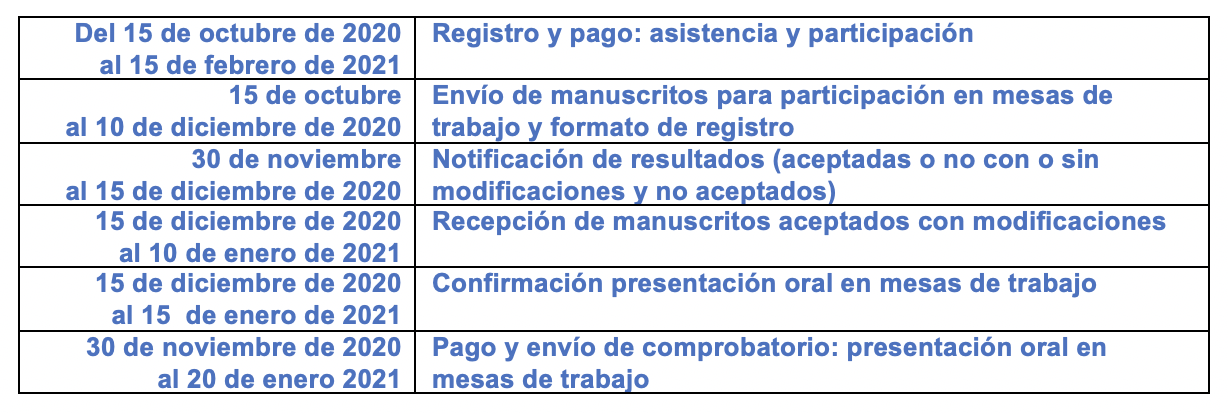 Del 15 de octubre de 2020
al 15 de febrero de 2021
Registro y pago: asistencia y participación
15 de octubre
al 10 de diciembre de 2020
Envío de manuscritos para participación en mesas de
trabajo y formato de registro
30 de noviembre
al 15 de diciembre de 2020
Notificación de resultados (aceptadas o no con o sin
modificaciones y no aceptados)
15 de diciembre de 2020
al 10 de enero de 2021
Recepción de manuscritos aceptados con modificaciones
15 de diciembre de 2020
al 15  de enero de 2021
Confirmación presentación oral en mesas de trabajo
30 de noviembre de 2020
al 20 de enero 2021
Pago y envío de comprobatorio: presentación oral en
mesas de trabajo